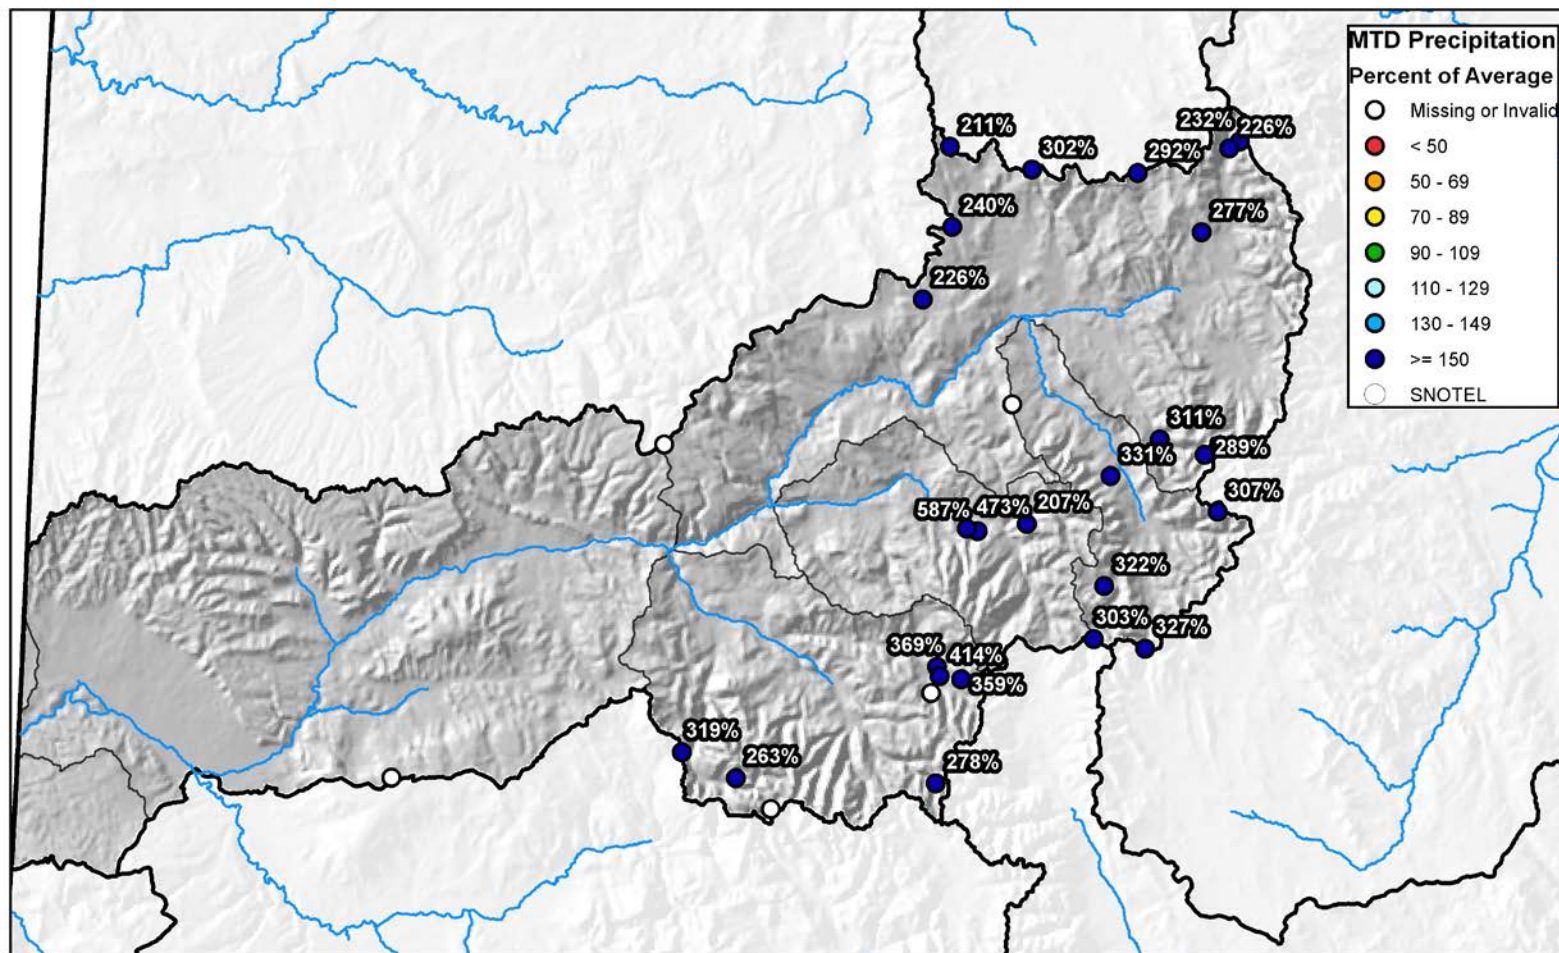 MTD Precipitation
Percent of Average
Missing or Invalid
< 50
50 - 69
70 - 89
90 - 109
110 - 129
130 - 149
>= 150
SNOTEL
232%
226%
211%
302%
292%
240%
277%
226%
311%
331%
289%
307%
587%
473%
207%
322%
303%
327%
369%
414%
359%
319%
263%
278%